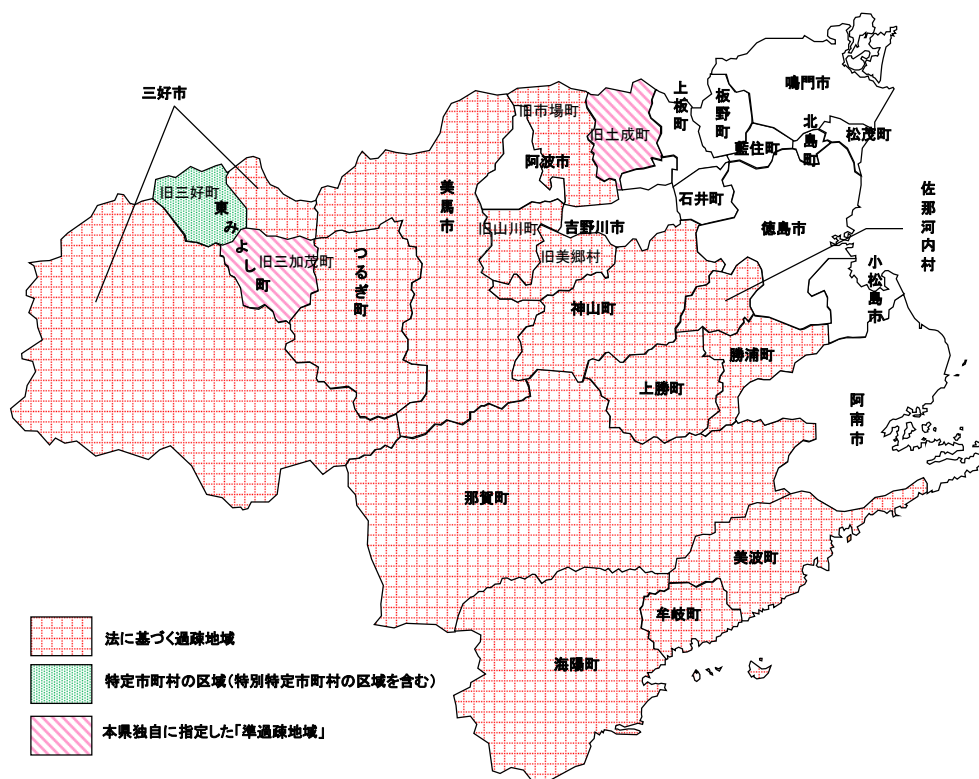 三好市
旧三好町
東みよし町
旧三加茂町
つるぎ町
美馬市
旧市場町
阿波市
旧土成町
上板町
板野町
鳴門市
北島町
松茂町
藍住町
石井町
徳島市
佐那河内村
旧山川町
吉野川市
旧美郷村
神山町
小松島市
勝浦町
上勝町
阿南市
那賀町
美波町
牟岐町
海陽町
法に基づく過疎地域
特定市町村の区域(特別特定市町村の区域を含む)
本県独自に指定した「準過疎地域」